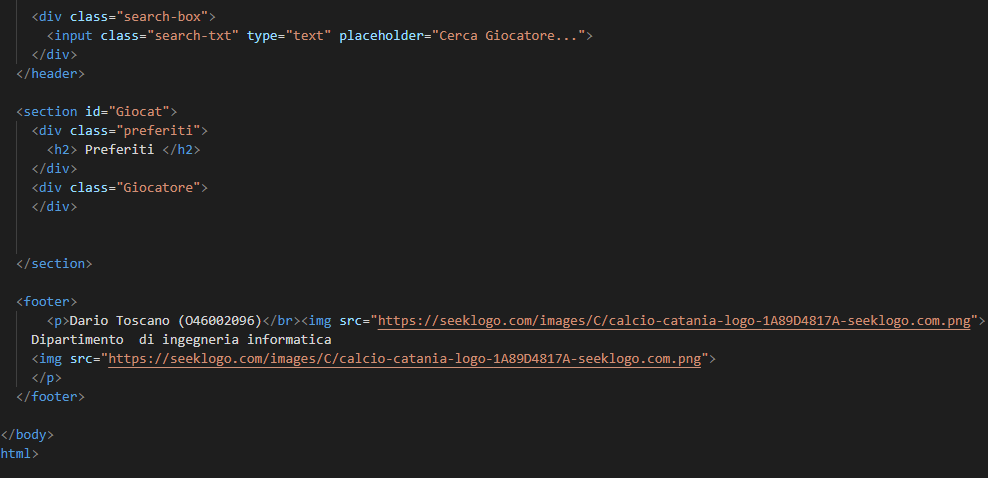 <div class="search-box">
<input class="search-txt" type="text" placeholder="Cerca Giocatore...">
</div>
</header>
<section id="Giocat">
<div class="preferiti">
<h2> Preferiti </h2>
</div>
<div class="Giocatore">
</div>
</section>
<footer>
<p>Dario Toscano (O46002096)</br><img src="https://seeklogo.com/images/C/calcio-catania-logo-1A89D4817A-seeklogo.com.png">
Dipartimento  di ingegneria informatica
<img src="https://seeklogo.com/images/C/calcio-catania-logo-1A89D4817A-seeklogo.com.png">
</p>
</footer>
</body>
html>